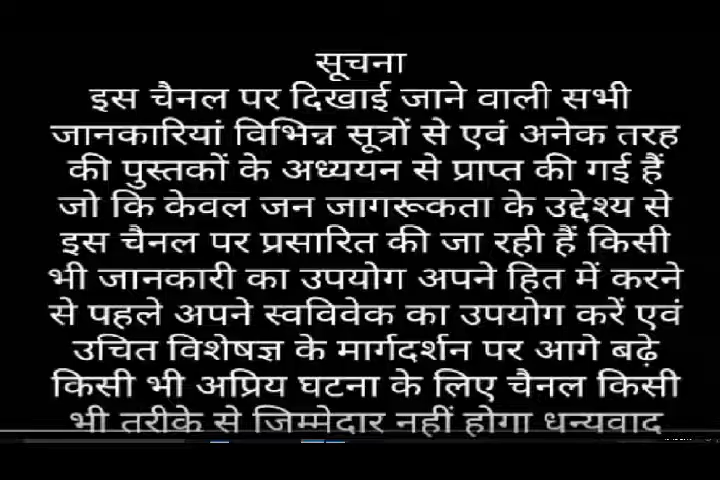 सूचना
इस चैनल पर दिखाई जाने वाली सभी
जानकारियां विभिन्न सूत्रों से एवं अनेक तरह
की पुस्तकों के अध्ययन से प्राप्त की गई हैं
जो कि केवल जन जागरूकता के उद्देश्य से
इस चैनल पर प्रसारित की जा रही हैं किसी
भी जानकारी का उपयोग अपने हित में करने
से पहले अपने स्वविवेक का उपयोग करें एवं
उचित विशेषज्ञ के मार्गदर्शन पर आगे बढ़े
किसी भी अप्रिय घटना के लिए चैनल किसी
भी तरीके से जिम्मेदार नहीं होगा धन्यवाद